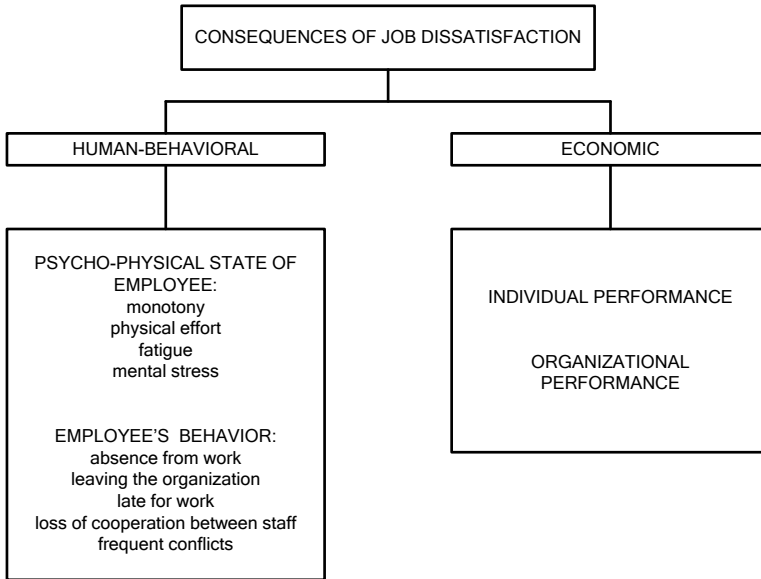 CONSEQUENCES OF JOB DISSATISFACTION
HUMAN-BEHAVIORAL
ECONOMIC
PSYCHO-PHYSICAL STATE OF
EMPLOYEE:
monotony
physical effort
fatigue
mental stress
EMPLOYEE’S BEHAVIOR:
absence from work
leaving the organization
late for work
loss of cooperation between staff
frequent conflicts
INDIVIDUAL PERFORMANCE
ORGANIZATIONAL
PERFORMANCE